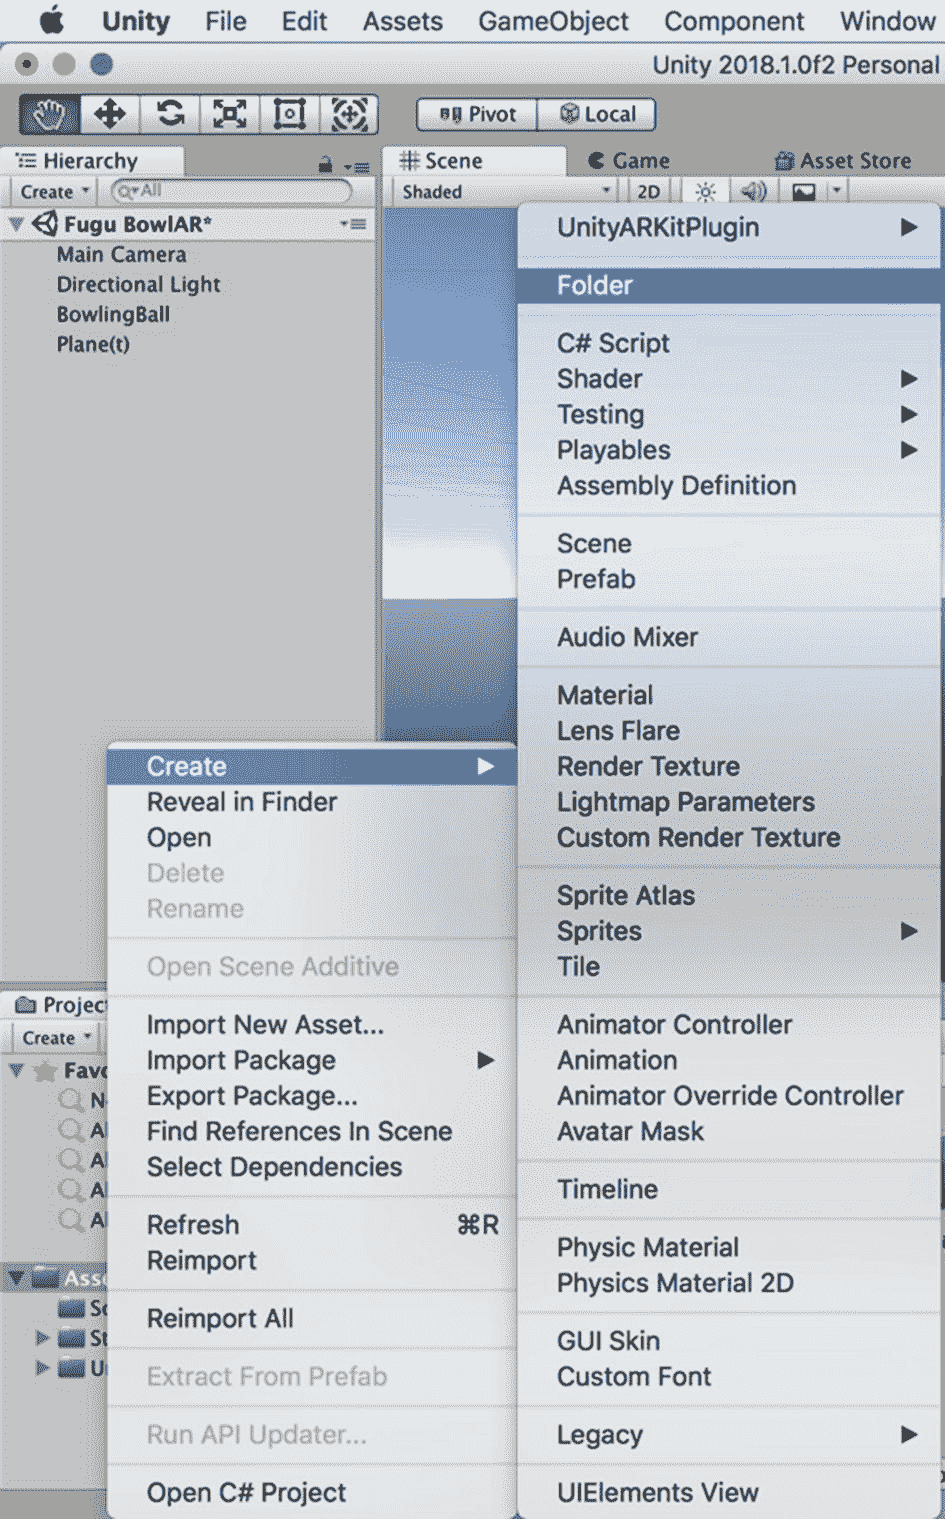 Unity File Edit Assets GameObject Component Window
Unity 2018.1.0f2 Personal
Pivot Local
Hierarchy
Create All
Fugu BowlAR*
Main Camera
Directional Light
BowlingBall
Plane(t)
Scene Game Asset Store
Shaded 2D
UnityARKitPlugin
Folder
C# Script
Shader
Testing
Playables
Assembly Definition
Scene
Prefab
Audio Mixer
Material
Lens Flare
Render Texture
Lightmap Parameters
Custom Render Texture
Sprite Atlas
Sprites
Tile
Animator Controller
Animation
Animator Override Controller
Avatar Mask
Timeline
Physic Material
Physics Material 2D
GUI Skin
Custom Font
Legacy
UIElements View
Create
Reveal in Finder
Open
Delete
Rename
Open Scene Additive
Import New Asset...
Import Package
Export Package...
Find References In Scene
Select Dependencies
Refresh ⌘R
Reimport
Reimport All
Extract From Prefab
Run API Updater...
Open C# Project
Project
Create